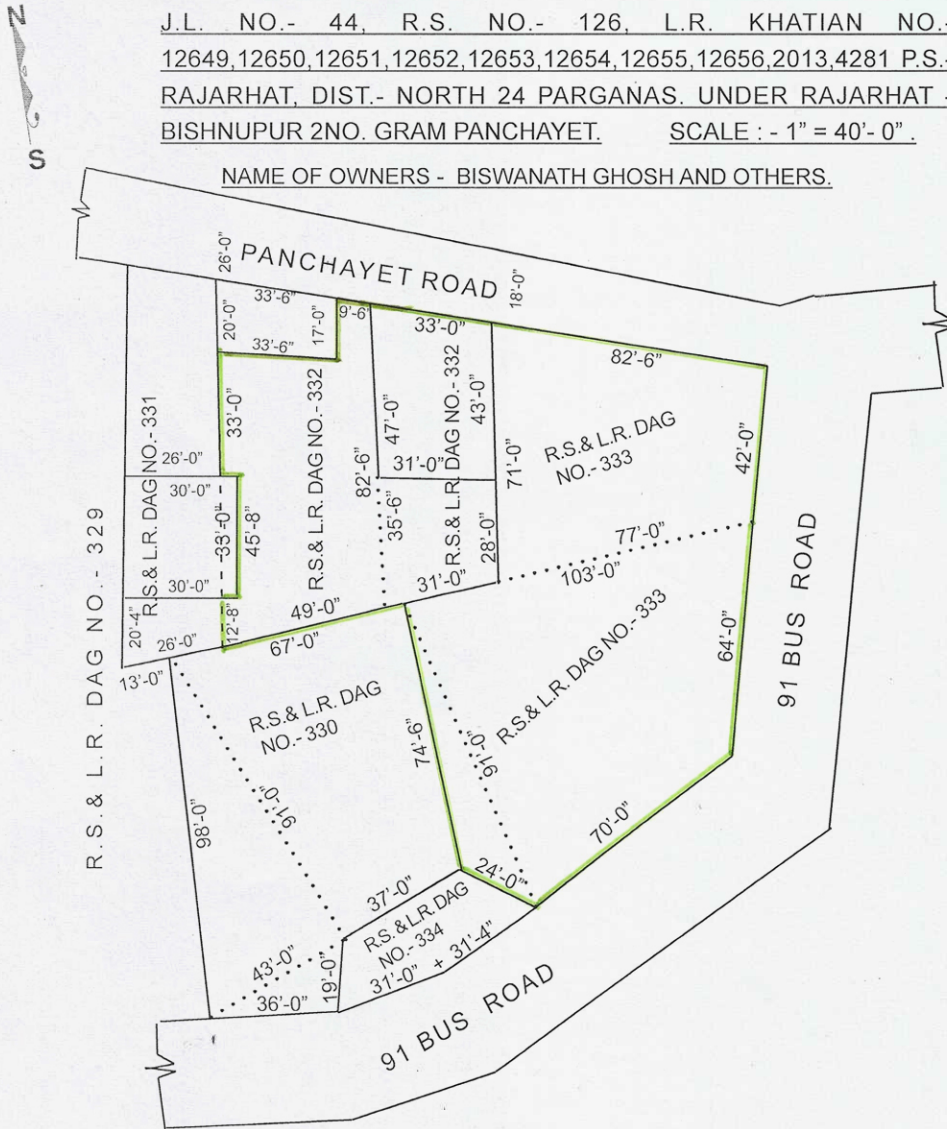 N
S
J.L. NO.- 44, R.S. NO.- 126, L.R. KHATIAN NO.-
12649,12650,12651,12652,12653,12654,12655,12656,2013,4281 P.S.-
RAJARHAT, DIST.- NORTH 24 PARGANAS. UNDER RAJARHAT -
BISHNUPUR 2NO. GRAM PANCHAYET. SCALE : - 1” = 40’- 0” .
NAME OF OWNERS - BISWANATH GHOSH AND OTHERS.
PANCHAYET ROAD
26’-0”
18’-0”
33’-6”
9’-6’
33’-0”
82’-6”
20’-0”
17’-0”
33’-6”
R.S.& L.R. DAG NO.- 331
33’-0”
R.S.& L.R. DAG NO.- 332
47’-0”
R.S.& L.R. DAG NO.- 332
43’-0”
R.S.& L.R. DAG
NO.- 333
42’-0”
26’-0”
82’-6”
31’-0”
71’-0”
30’-0”
33’-0”
45’-8”
35’-6”
28’-0”
77’-0”
103’-0”
30’-0”
49’-0”
31’-0”
20’-4”
12’-8”
26’-0”
67’-0”
13’-0”
R.S.& L.R. DAG NO.- 329
R.S.& L.R. DAG NO.- 333
64’-0”
91 BUS ROAD
R.S.& L.R. DAG
NO.- 330
74’-6”
91’-0”
91’-0”
98’-0”
70’-0”
37’-0”
24’-0”
R.S.& L.R. DAG
NO.- 334
43’-0”
19’-0”
31’-0” + 31’-4”
36’-0”
91 BUS ROAD